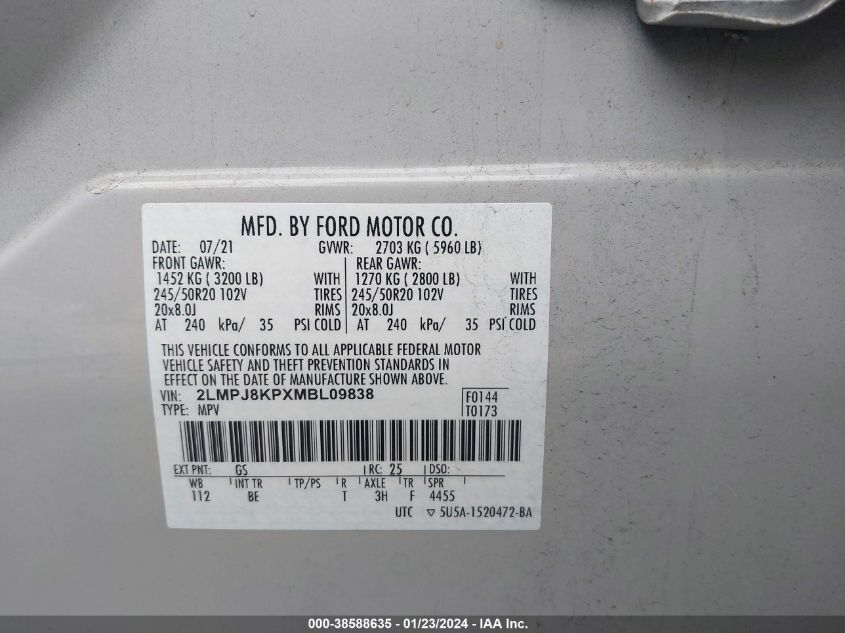 MFD. BY FORD MOTOR CO.
DATE: 07/21 GVWR: 2703 KG ( 5960 LB)
FRONT GAWR: REAR GAWR:
1452 KG ( 3200 LB) WITH 1270 KG ( 2800 LB) WITH
245/50R20 102V TIRES 245/50R20 102V TIRES
20x8.0J RIMS 20x8.0J RIMS
AT 240 kPa/ 35 PSI COLD AT 240 kPa/ 35 PSI COLD
THIS VEHICLE CONFORMS TO ALL APPLICABLE FEDERAL MOTOR
VEHICLE SAFETY AND THEFT PREVENTION STANDARDS IN
EFFECT ON THE DATE OF MANUFACTURE SHOWN ABOVE.
VIN: 2LMPJ8KPXMBL09838 F0144
TYPE: MPV T0173
EXT PNT: GS RC: 25 DSO:
WB INT TR TP/PS R AXLE TR SPR
112 BE T 3H F 4455
UTC ▽ 5U5A-1520472-BA
000-38588635 - 01/23/2024 - IAA Inc.